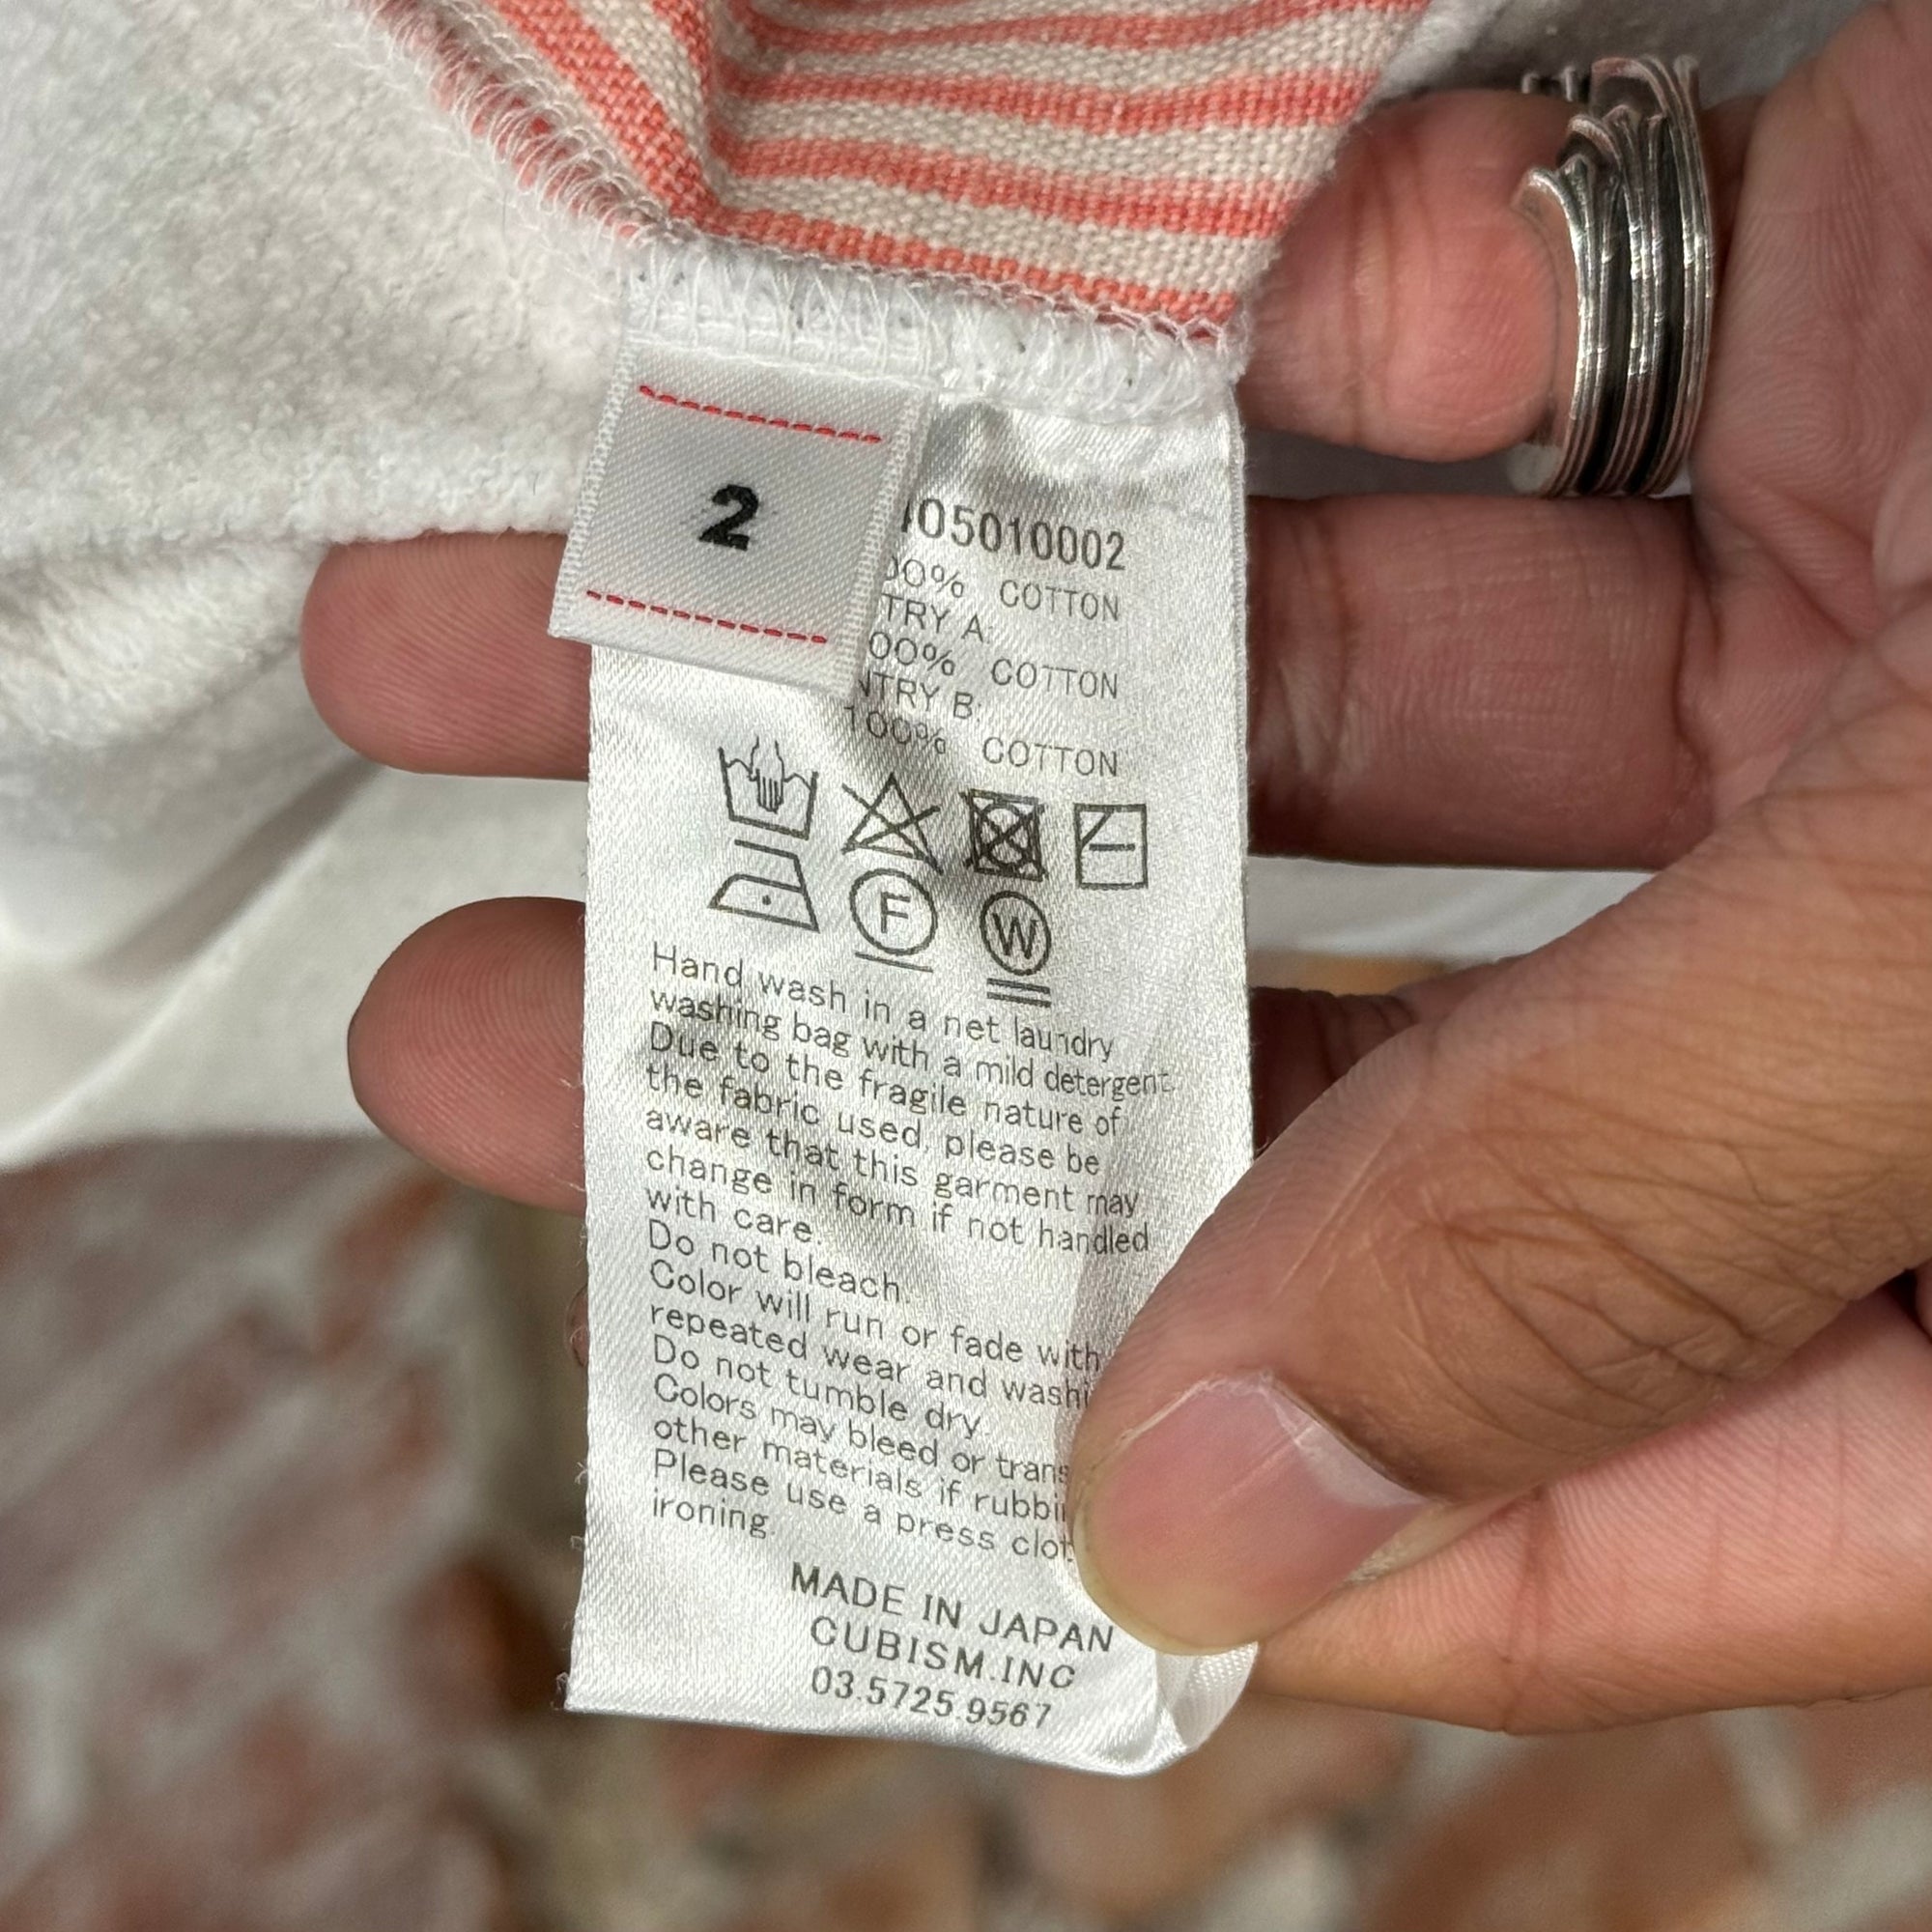 2
05010002
00% COTTON
TRY A.
00% COTTON
NTRY B.
100% COTTON
F
W
Hand wash in a net laundry
washing bag with a mild detergent.
Due to the fragile nature of
the fabric used, please be
aware that this garment may
change in form if not handled
with care.
Do not bleach.
Color will run or fade with
repeated wear and washi
Do not tumble dry.
Colors may bleed or trans
other materials if rubbi
Please use a press clot
ironing.
MADE IN JAPAN
CUBISM.INC
03.5725.9567